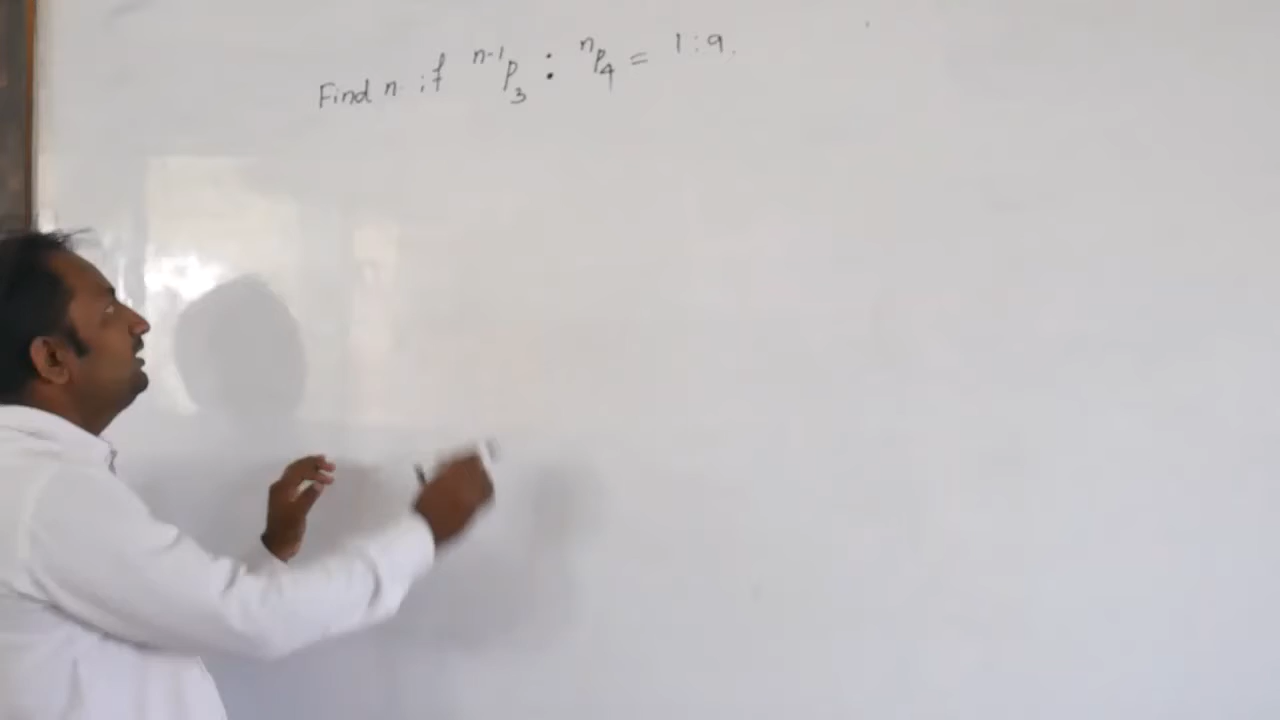 Find n if ⁿ⁻¹P₃ : ⁿP₄ = 1 : 9.